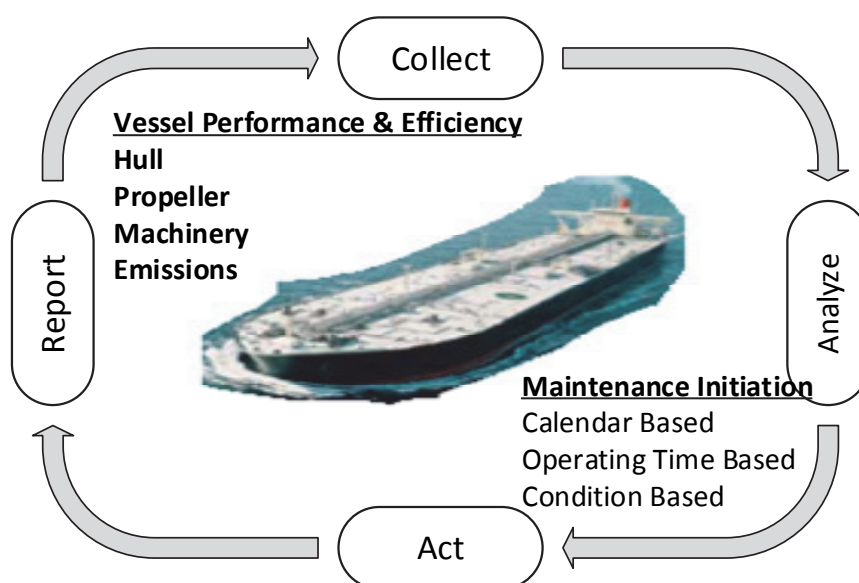 Collect
Vessel Performance & Efficiency
Hull
Propeller
Machinery
Emissions
Report
Analyze
Maintenance Initiation
Calendar Based
Operating Time Based
Condition Based
Act